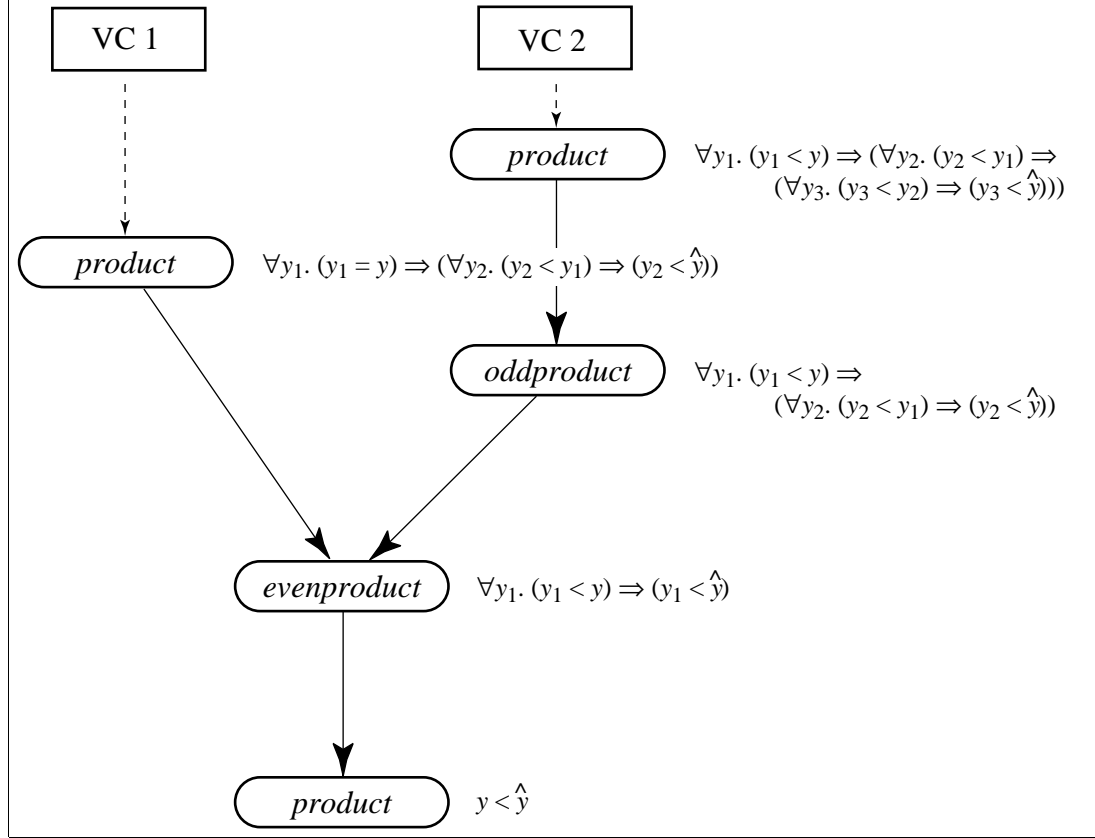 VC 1
VC 2
product
∀y₁. (y₁ < y) ⇒ (∀y₂. (y₂ < y₁) ⇒
(∀y₃. (y₃ < y₂) ⇒ (y₃ < ŷ)))
product
∀y₁. (y₁ = y) ⇒ (∀y₂. (y₂ < y₁) ⇒ (y₂ < ŷ))
oddproduct
∀y₁. (y₁ < y) ⇒
(∀y₂. (y₂ < y₁) ⇒ (y₂ < ŷ))
evenproduct
∀y₁. (y₁ < y) ⇒ (y₁ < ŷ)
product
y < ŷ